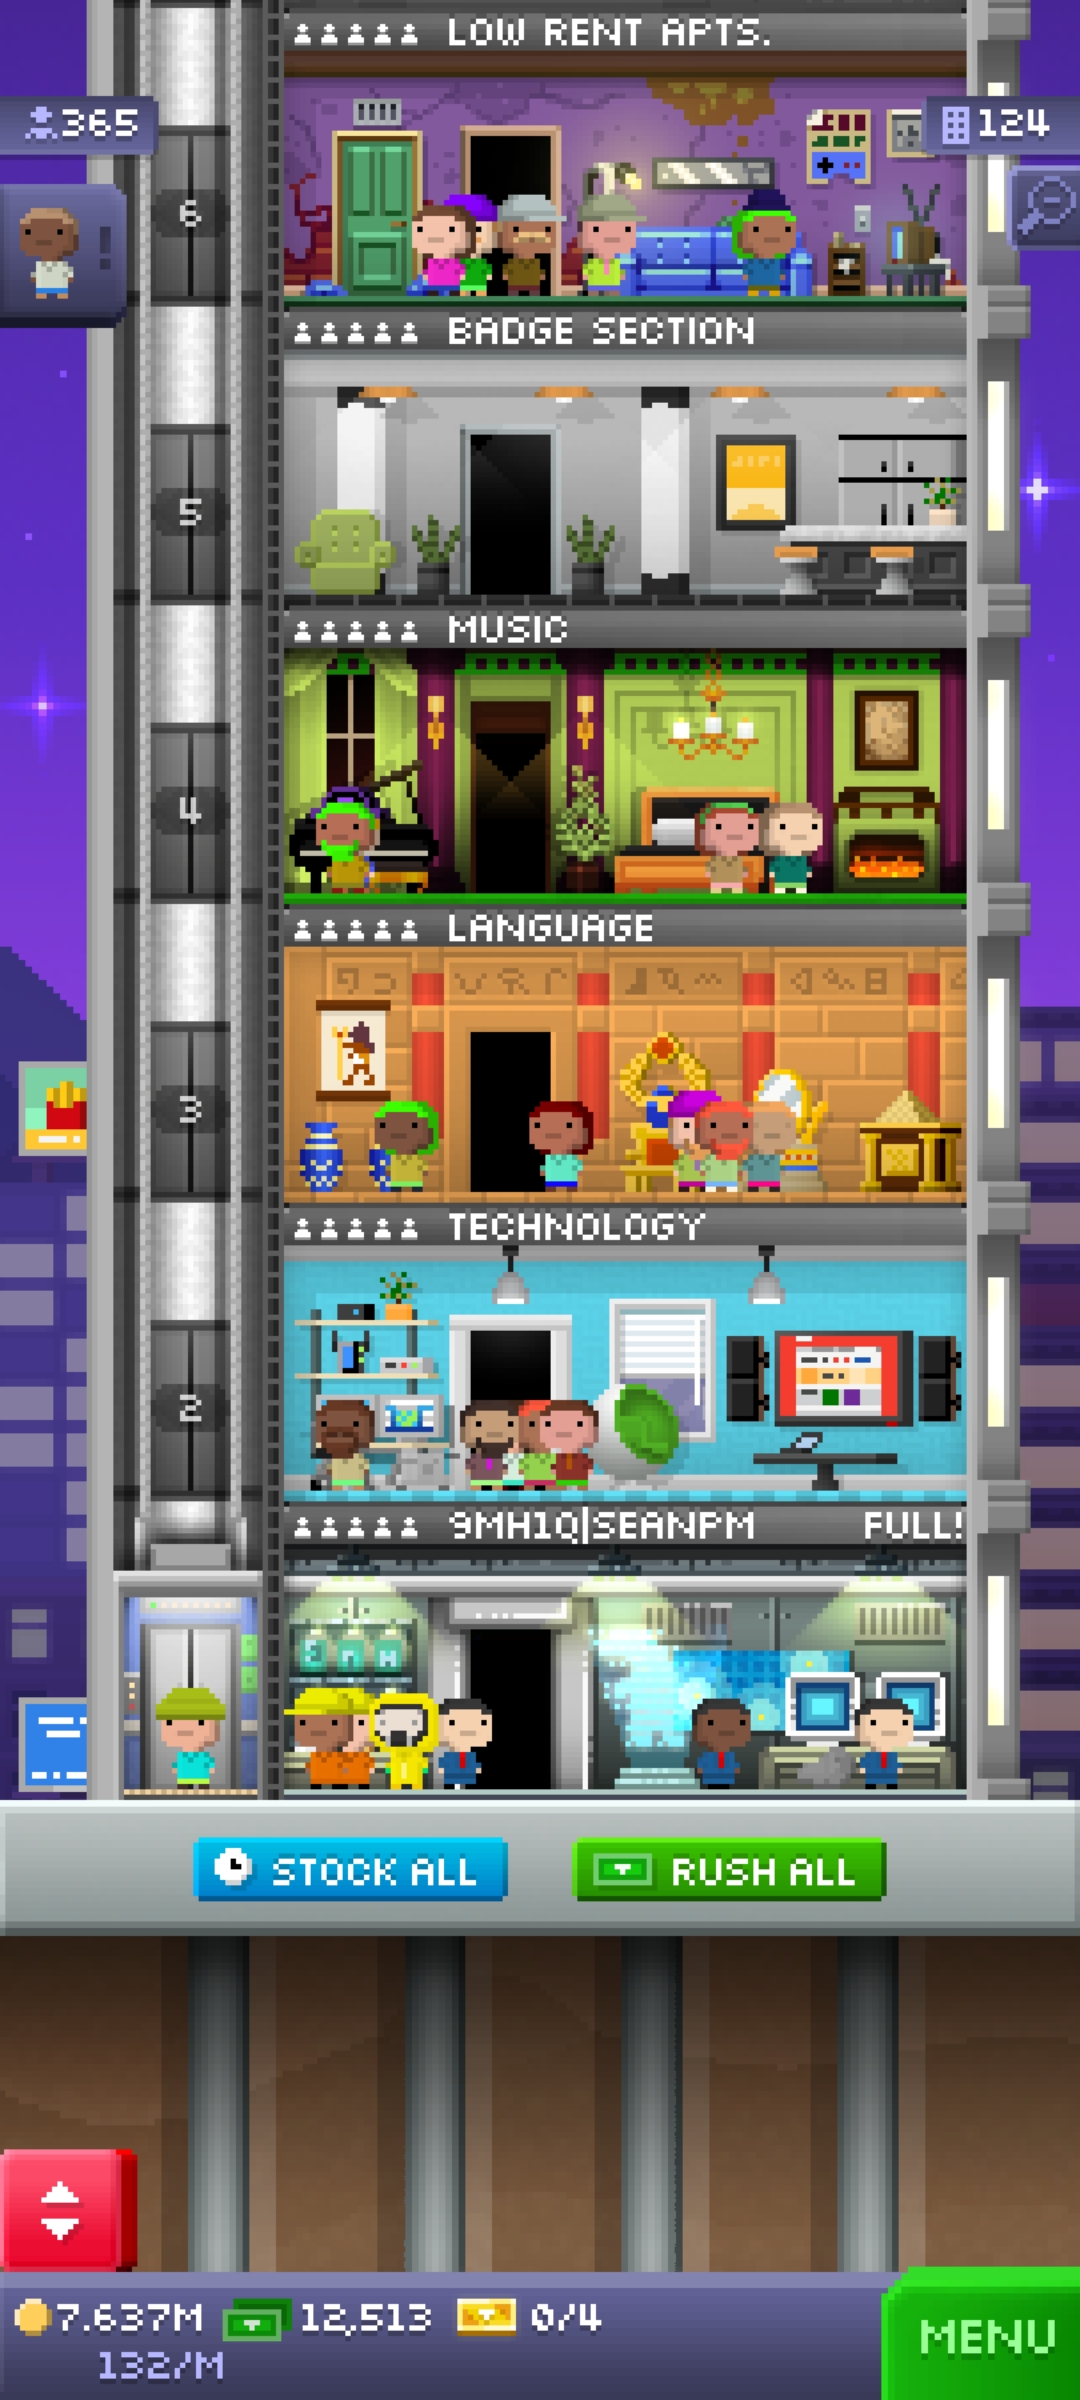 LOW RENT APTS.
365
124
6
BADGE SECTION
5
MUSIC
4
LANGUAGE
3
TECHNOLOGY
2
9MH1Q|SEANPM FULL!
STOCK ALL
RUSH ALL
7.637M 12,513 0/4
132/M
MENU